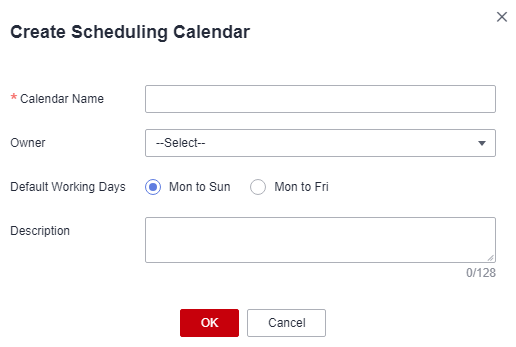 Create Scheduling Calendar
* Calendar Name
Owner --Select--
Default Working Days Mon to Sun Mon to Fri
Description
0/128
OK Cancel